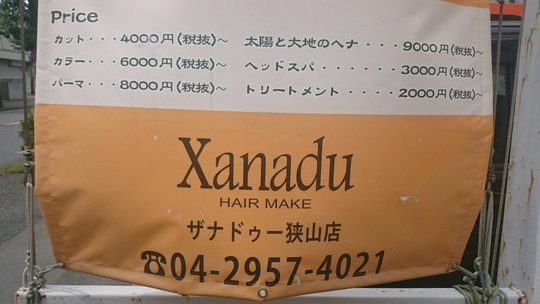 Price
カット・・・4000円(税抜)～ 太陽と大地のヘナ・・・9000円(税抜)～
カラー・・・6000円(税抜)～ ヘッドスパ・・・・・3000円(税抜)～
パーマ・・・8000円(税抜)～ トリートメント・・・・2000円(税抜)～
Xanadu
HAIR MAKE
ザナドゥー狭山店
☎04-2957-4021